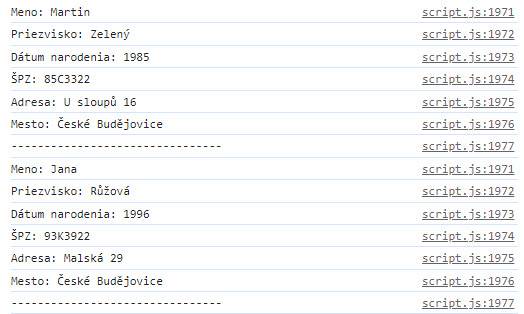 Meno: Martin script.js:1971
Priezvisko: Zelený script.js:1972
Dátum narodenia: 1985 script.js:1973
ŠPZ: 85C3322 script.js:1974
Adresa: U sloupů 16 script.js:1975
Mesto: České Budějovice script.js:1976
-------------------------------- script.js:1977
Meno: Jana script.js:1971
Priezvisko: Růžová script.js:1972
Dátum narodenia: 1996 script.js:1973
ŠPZ: 93K3922 script.js:1974
Adresa: Malská 29 script.js:1975
Mesto: České Budějovice script.js:1976
-------------------------------- script.js:1977